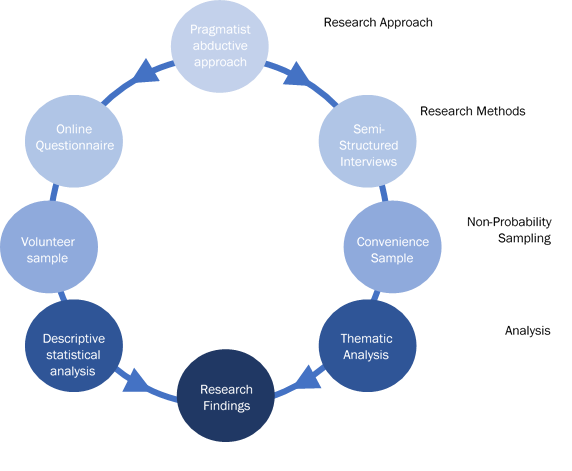 Pragmatist
abductive
approach
Research Approach
Online
Questionnaire
Semi-
Structured
Interviews
Research Methods
Volunteer
sample
Convenience
Sample
Non-Probability
Sampling
Descriptive
statistical
analysis
Thematic
Analysis
Analysis
Research
Findings